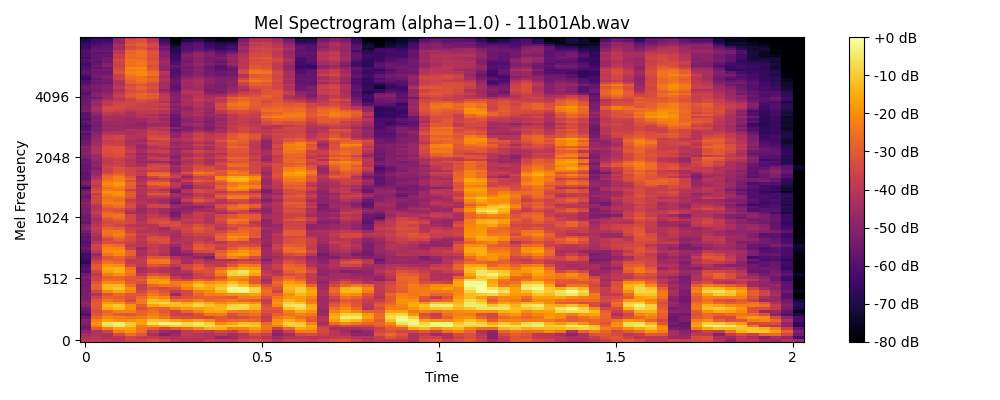 Mel Spectrogram (alpha=1.0) - 11b01Ab.wav
Mel Frequency
4096
2048
1024
512
0
0
0.5
1
1.5
2
Time
+0 dB
-10 dB
-20 dB
-30 dB
-40 dB
-50 dB
-60 dB
-70 dB
-80 dB